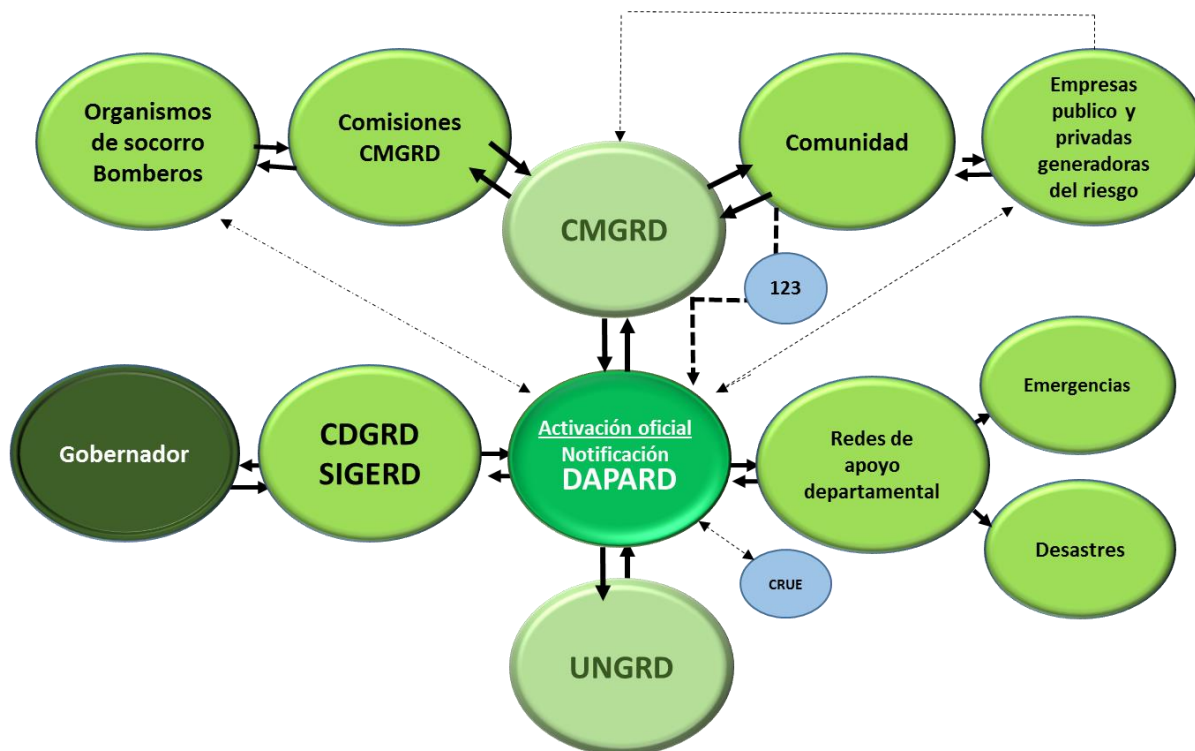 Organismos
de socorro
Bomberos
Comisiones
CMGRD
CMGRD
Comunidad
Empresas
publico y
privadas
generadoras
del riesgo
123
Gobernador
CDGRD
SIGERD
Activación oficial
Notificación
DAPARD
Redes de
apoyo
departamental
Emergencias
Desastres
CRUE
UNGRD